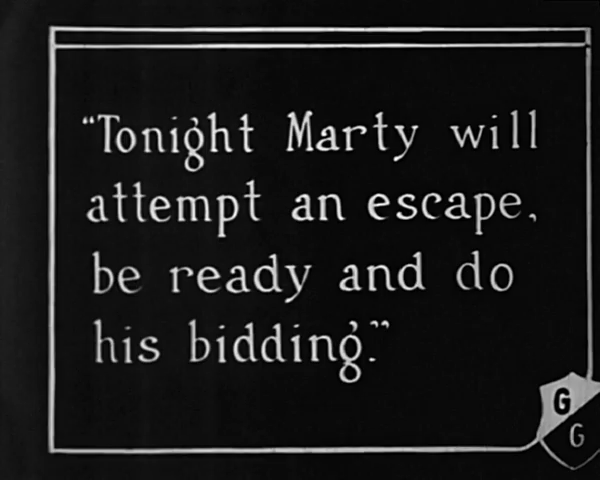 “Tonight Marty will
attempt an escape,
be ready and do
his bidding.”
G
G